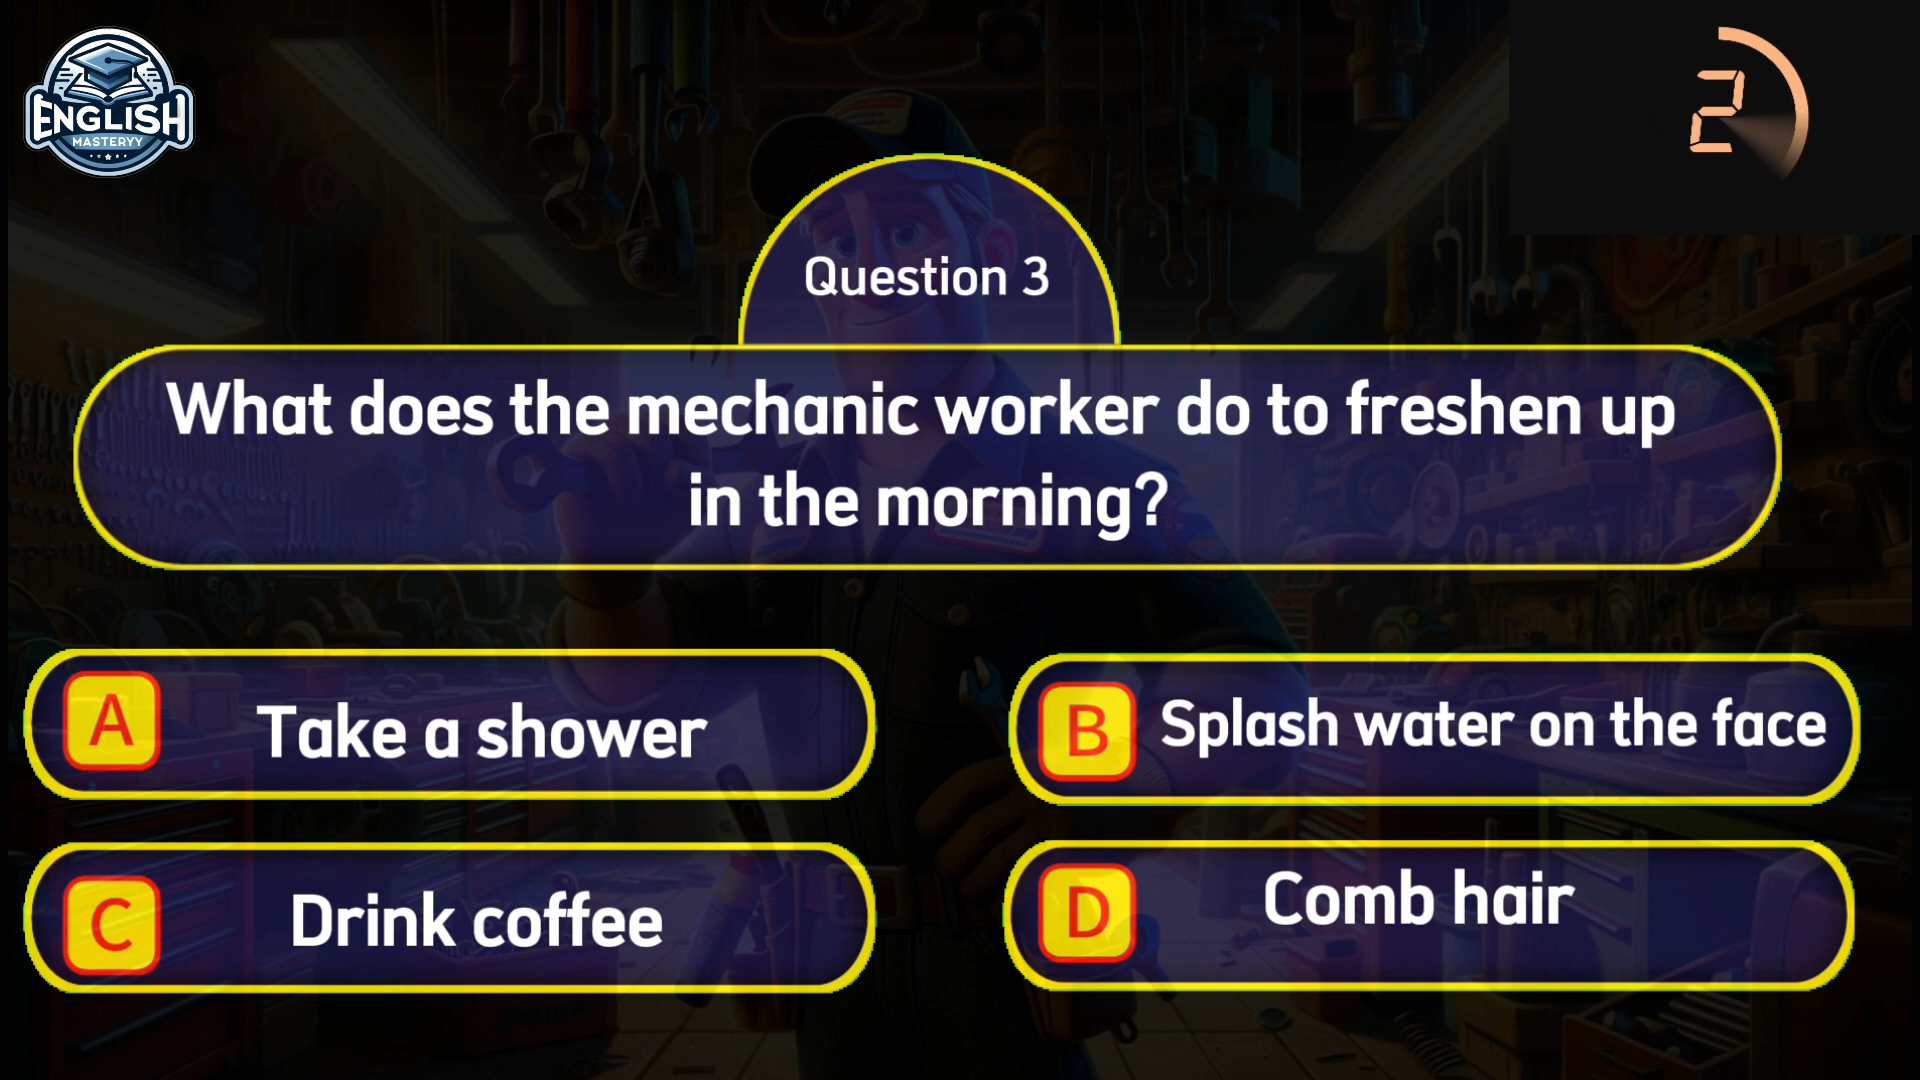 ENGLISH
MASTERYY
2
Question 3
What does the mechanic worker do to freshen up
in the morning?
A Take a shower
B Splash water on the face
C Drink coffee
D Comb hair